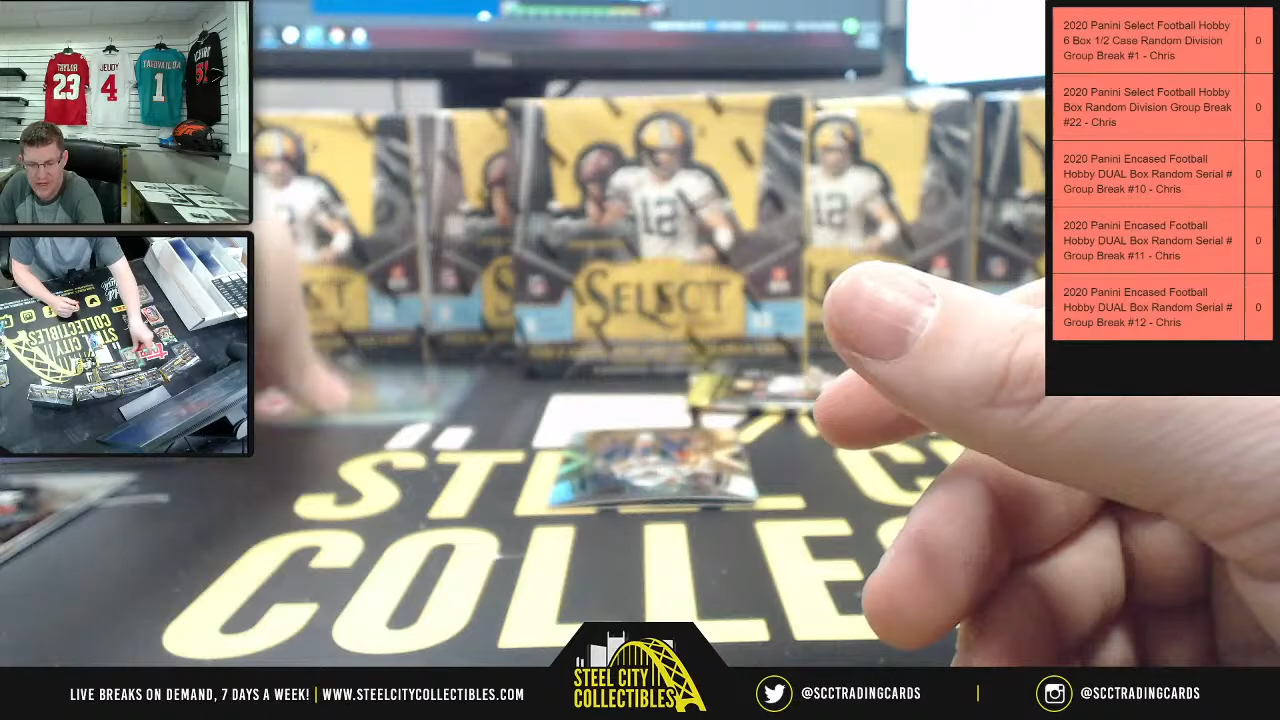 TAYLOR
23
JEUDY
4
TAGOVAILOA
1
2020 Panini Select Football Hobby
6 Box 1/2 Case Random Division
Group Break #1 - Chris
0
2020 Panini Select Football Hobby
Box Random Division Group Break
#22 - Chris
0
2020 Panini Encased Football
Hobby DUAL Box Random Serial #
Group Break #10 - Chris
0
2020 Panini Encased Football
Hobby DUAL Box Random Serial #
Group Break #11 - Chris
0
2020 Panini Encased Football
Hobby DUAL Box Random Serial #
Group Break #12 - Chris
0
12
12
SELECT
STEEL CI
COLLE
STEEL CITY
COLLECTIBLES
LIVE BREAKS ON DEMAND, 7 DAYS A WEEK! | WWW.STEELCITYCOLLECTIBLES.COM
STEEL CITY
COLLECTIBLES
@SCCTRADINGCARDS
@SCCTRADINGCARDS